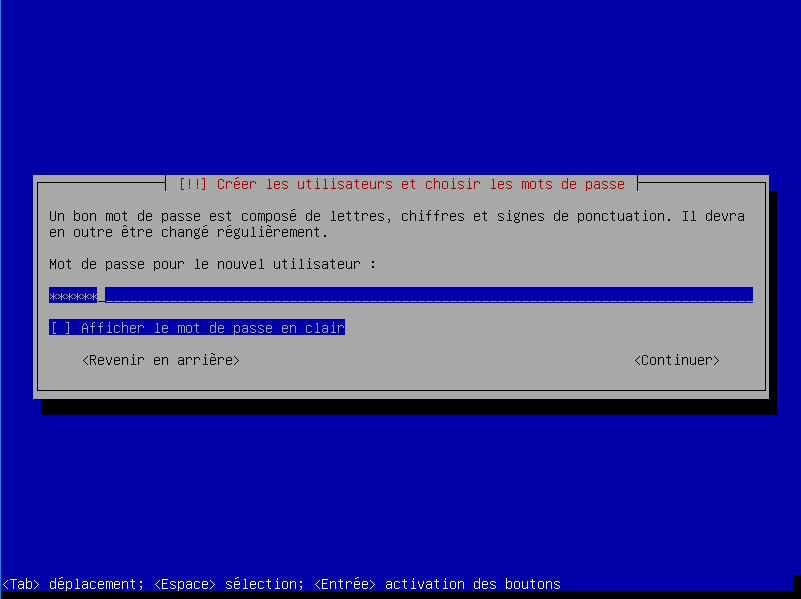 [!!] Créer les utilisateurs et choisir les mots de passe
Un bon mot de passe est composé de lettres, chiffres et signes de ponctuation. Il devra
en outre être changé régulièrement.
Mot de passe pour le nouvel utilisateur :
******_______________________________________________________________________________
[ ] Afficher le mot de passe en clair
<Revenir en arrière> <Continuer>
<Tab> déplacement; <Espace> sélection; <Entrée> activation des boutons